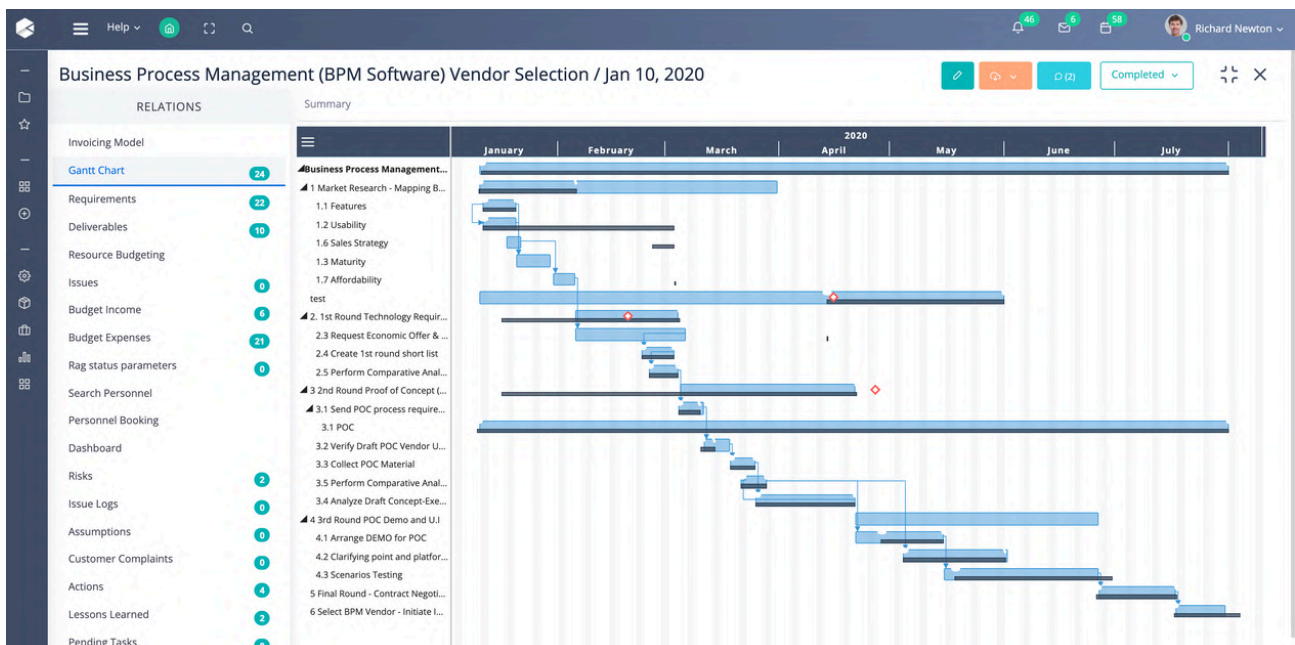 Help
46
6
58
Richard Newton
Business Process Management (BPM Software) Vendor Selection / Jan 10, 2020
(2)
Completed
RELATIONS
Invoicing Model
Gantt Chart 24
Requirements 22
Deliverables 10
Resource Budgeting
Issues 0
Budget Income 6
Budget Expenses 21
Rag status parameters 0
Search Personnel
Personnel Booking
Dashboard
Risks 2
Issue Logs 0
Assumptions 0
Customer Complaints 0
Actions 4
Lessons Learned 2
Pending Tasks
Summary
2020
January February March April May June July
Business Process Management...
1 Market Research - Mapping B...
1.1 Features
1.2 Usability
1.6 Sales Strategy
1.3 Maturity
1.7 Affordability
test
2. 1st Round Technology Requir...
2.3 Request Economic Offer & ...
2.4 Create 1st round short list
2.5 Perform Comparative Anal...
3 2nd Round Proof of Concept (...
3.1 Send POC process require...
3.1 POC
3.2 Verify Draft POC Vendor U...
3.3 Collect POC Material
3.5 Perform Comparative Anal...
3.4 Analyze Draft Concept-Exe...
4 3rd Round POC Demo and U.I
4.1 Arrange DEMO for POC
4.2 Clarifying point and platfor...
4.3 Scenarios Testing
5 Final Round - Contract Negoti...
6 Select BPM Vendor - Initiate I...